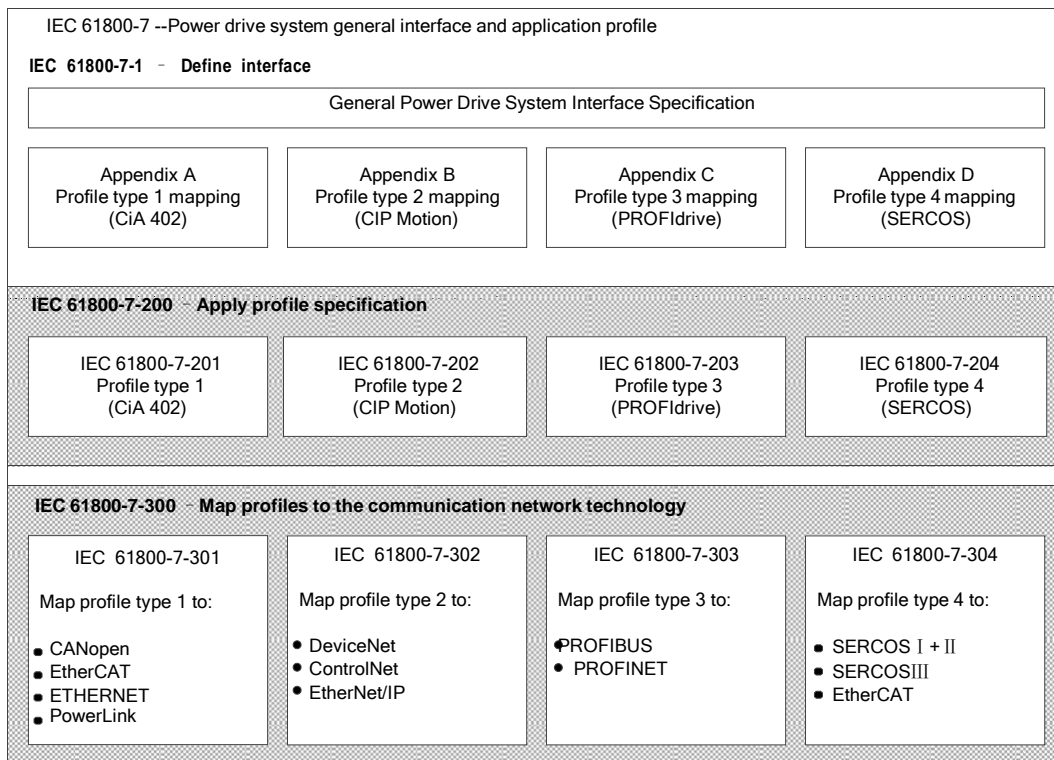 IEC 61800-7 --Power drive system general interface and application profile
IEC 61800-7-1 – Define interface
General Power Drive System Interface Specification
Appendix A
Profile type 1 mapping
(CiA 402)
Appendix B
Profile type 2 mapping
(CIP Motion)
Appendix C
Profile type 3 mapping
(PROFIdrive)
Appendix D
Profile type 4 mapping
(SERCOS)
IEC 61800-7-200 – Apply profile specification
IEC 61800-7-201
Profile type 1
(CiA 402)
IEC 61800-7-202
Profile type 2
(CIP Motion)
IEC 61800-7-203
Profile type 3
(PROFIdrive)
IEC 61800-7-204
Profile type 4
(SERCOS)
IEC 61800-7-300 – Map profiles to the communication network technology
IEC 61800-7-301
Map profile type 1 to:
• CANopen
• EtherCAT
• ETHERNET
• PowerLink
IEC 61800-7-302
Map profile type 2 to:
• DeviceNet
• ControlNet
• EtherNet/IP
IEC 61800-7-303
Map profile type 3 to:
• PROFIBUS
• PROFINET
IEC 61800-7-304
Map profile type 4 to:
• SERCOS Ⅰ + Ⅱ
• SERCOSⅢ
• EtherCAT